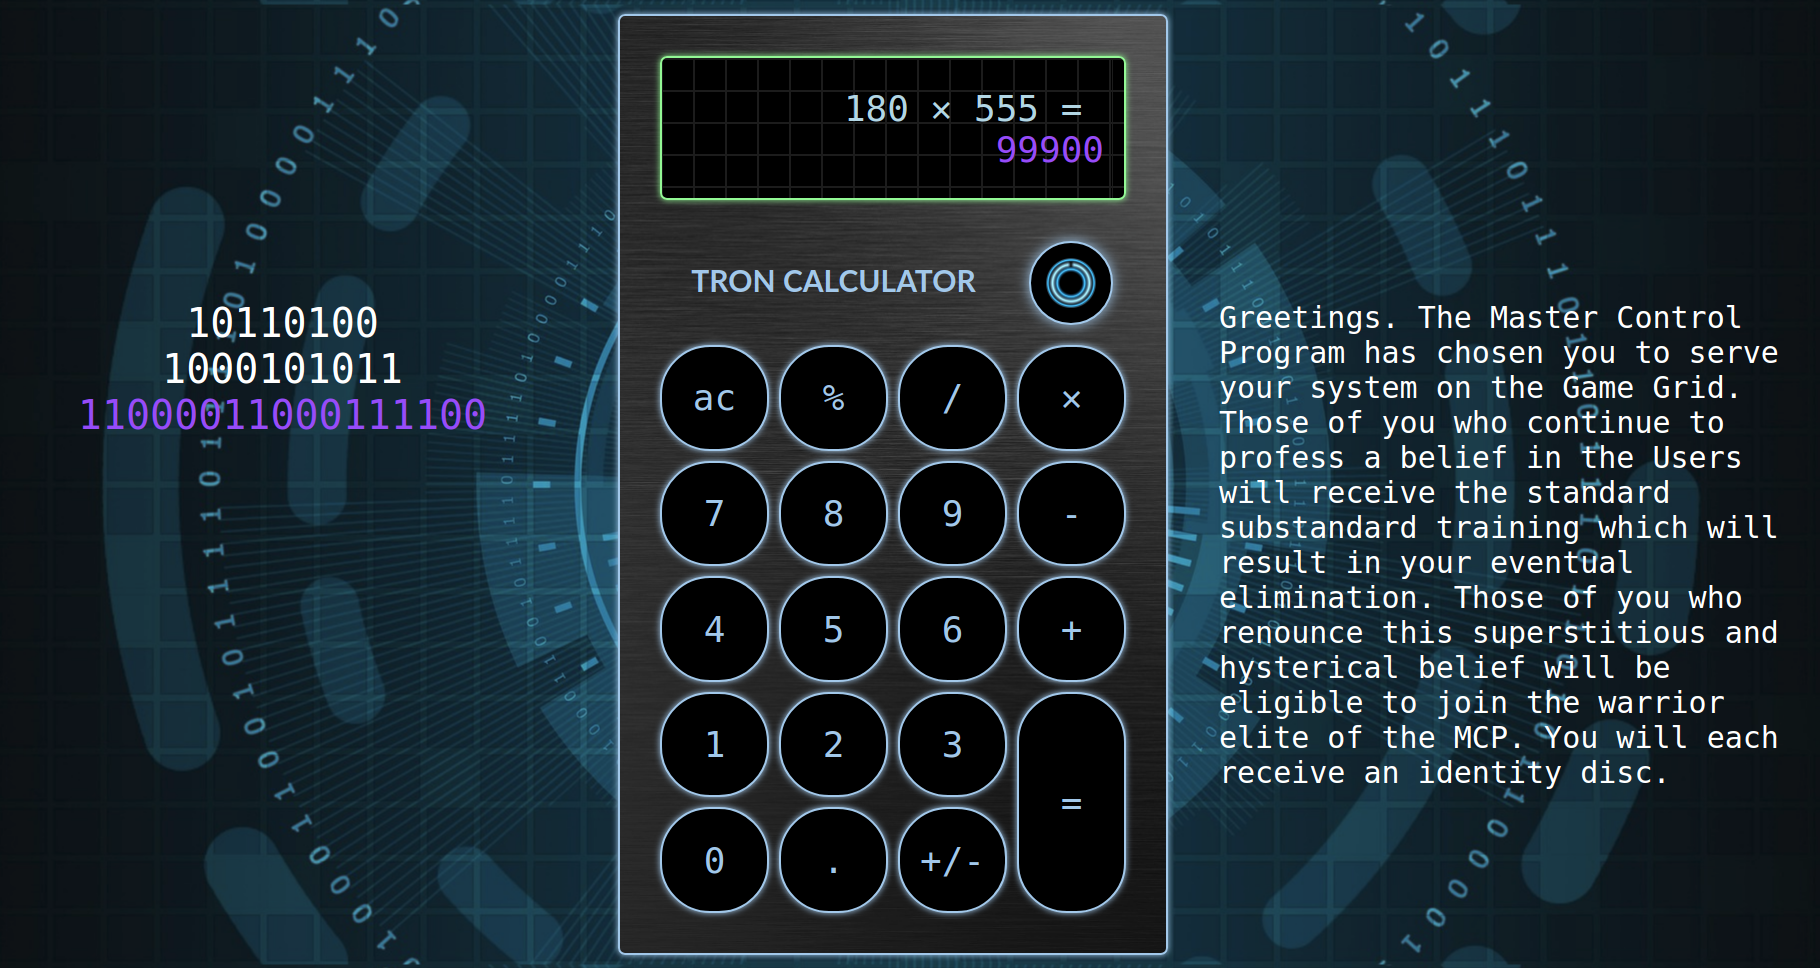 180 × 555 =
99900
TRON CALCULATOR
10110100
1000101011
11000011000111100
ac % / ×
7 8 9 -
4 5 6 +
1 2 3
=
0 . +/-
Greetings. The Master Control
Program has chosen you to serve
your system on the Game Grid.
Those of you who continue to
profess a belief in the Users
will receive the standard
substandard training which will
result in your eventual
elimination. Those of you who
renounce this superstitious and
hysterical belief will be
eligible to join the warrior
elite of the MCP. You will each
receive an identity disc.